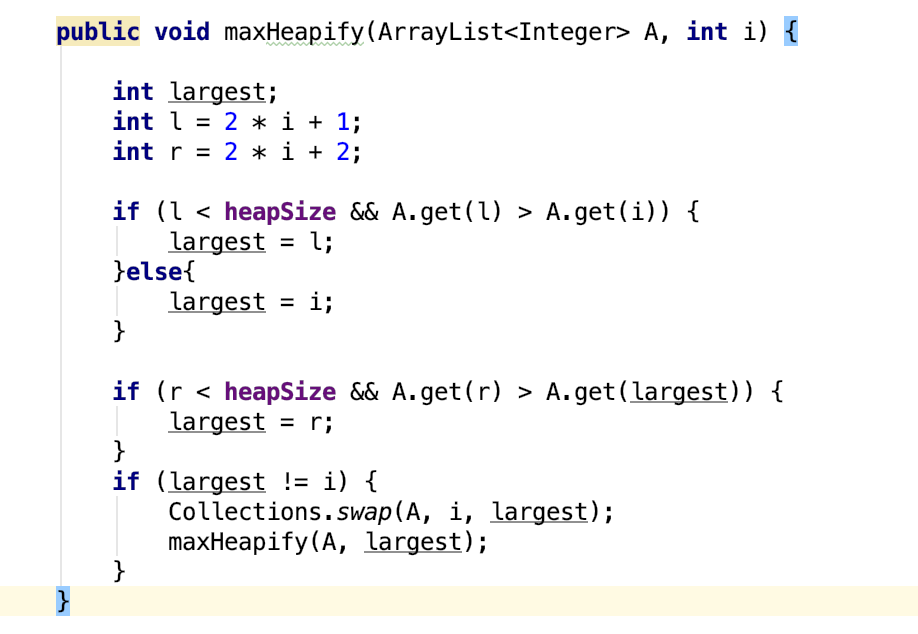 public void maxHeapify(ArrayList<Integer> A, int i) {
int largest;
int l = 2 * i + 1;
int r = 2 * i + 2;
if (l < heapSize && A.get(l) > A.get(i)) {
largest = l;
}else{
largest = i;
}
if (r < heapSize && A.get(r) > A.get(largest)) {
largest = r;
}
if (largest != i) {
Collections.swap(A, i, largest);
maxHeapify(A, largest);
}
}